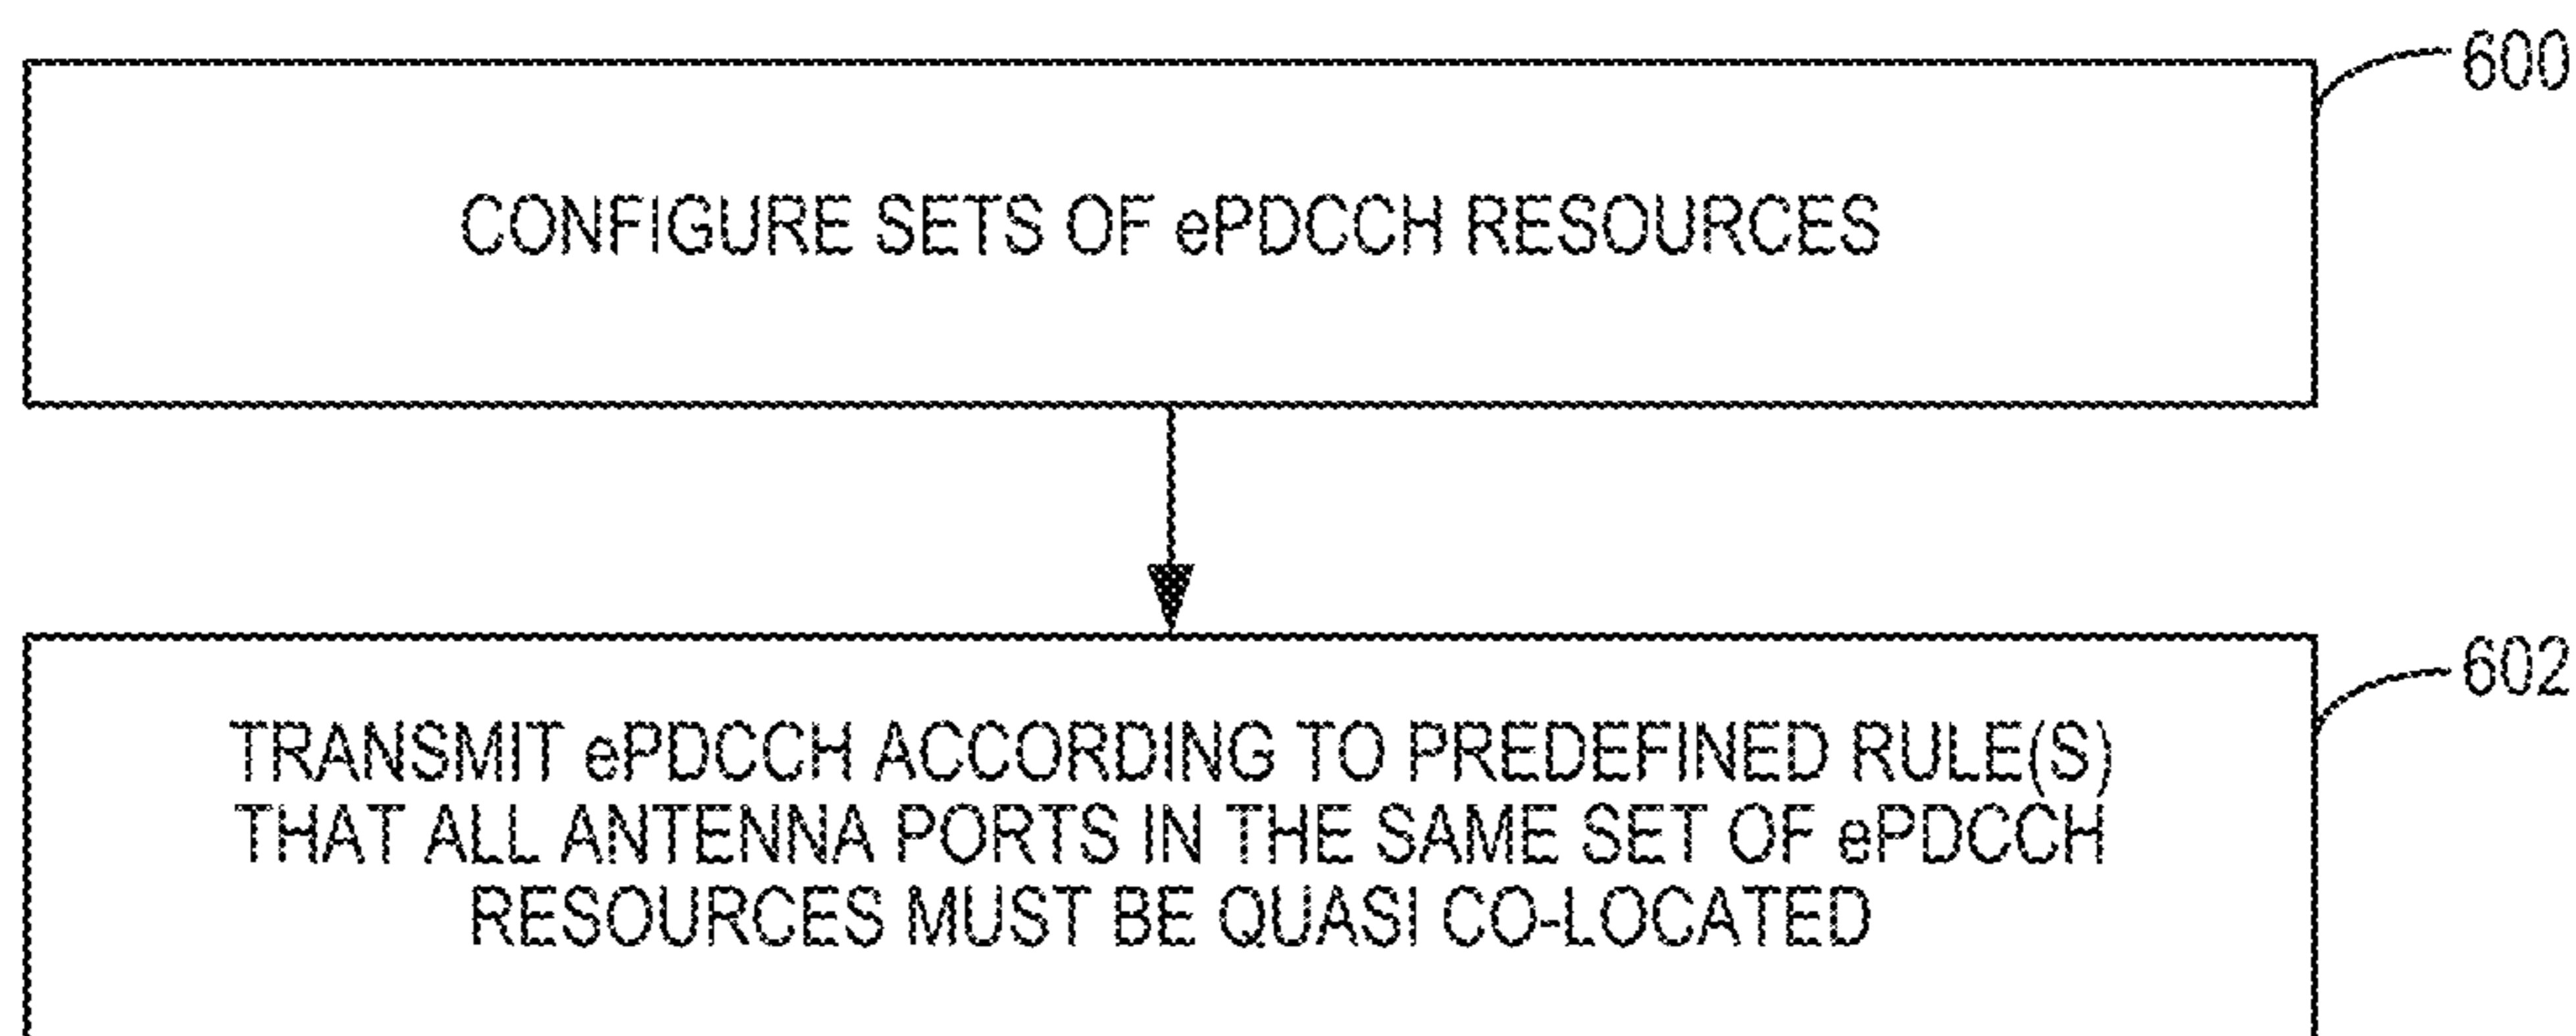 600
CONFIGURE SETS OF ePDCCH RESOURCES
602
TRANSMIT ePDCCH ACCORDING TO PREDEFINED RULE(S)
THAT ALL ANTENNA PORTS IN THE SAME SET OF ePDCCH
RESOURCES MUST BE QUASI CO-LOCATED